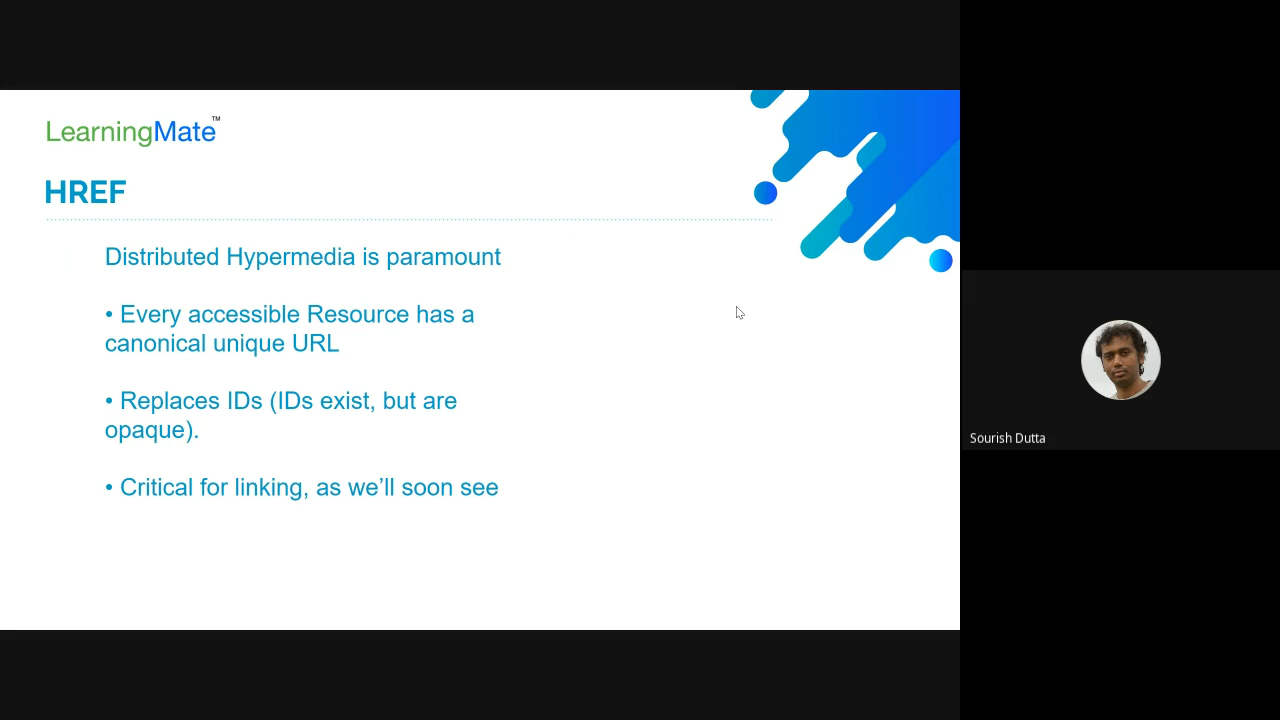 LearningMate™
HREF
Distributed Hypermedia is paramount
• Every accessible Resource has a
canonical unique URL
• Replaces IDs (IDs exist, but are
opaque).
• Critical for linking, as we’ll soon see
Sourish Dutta